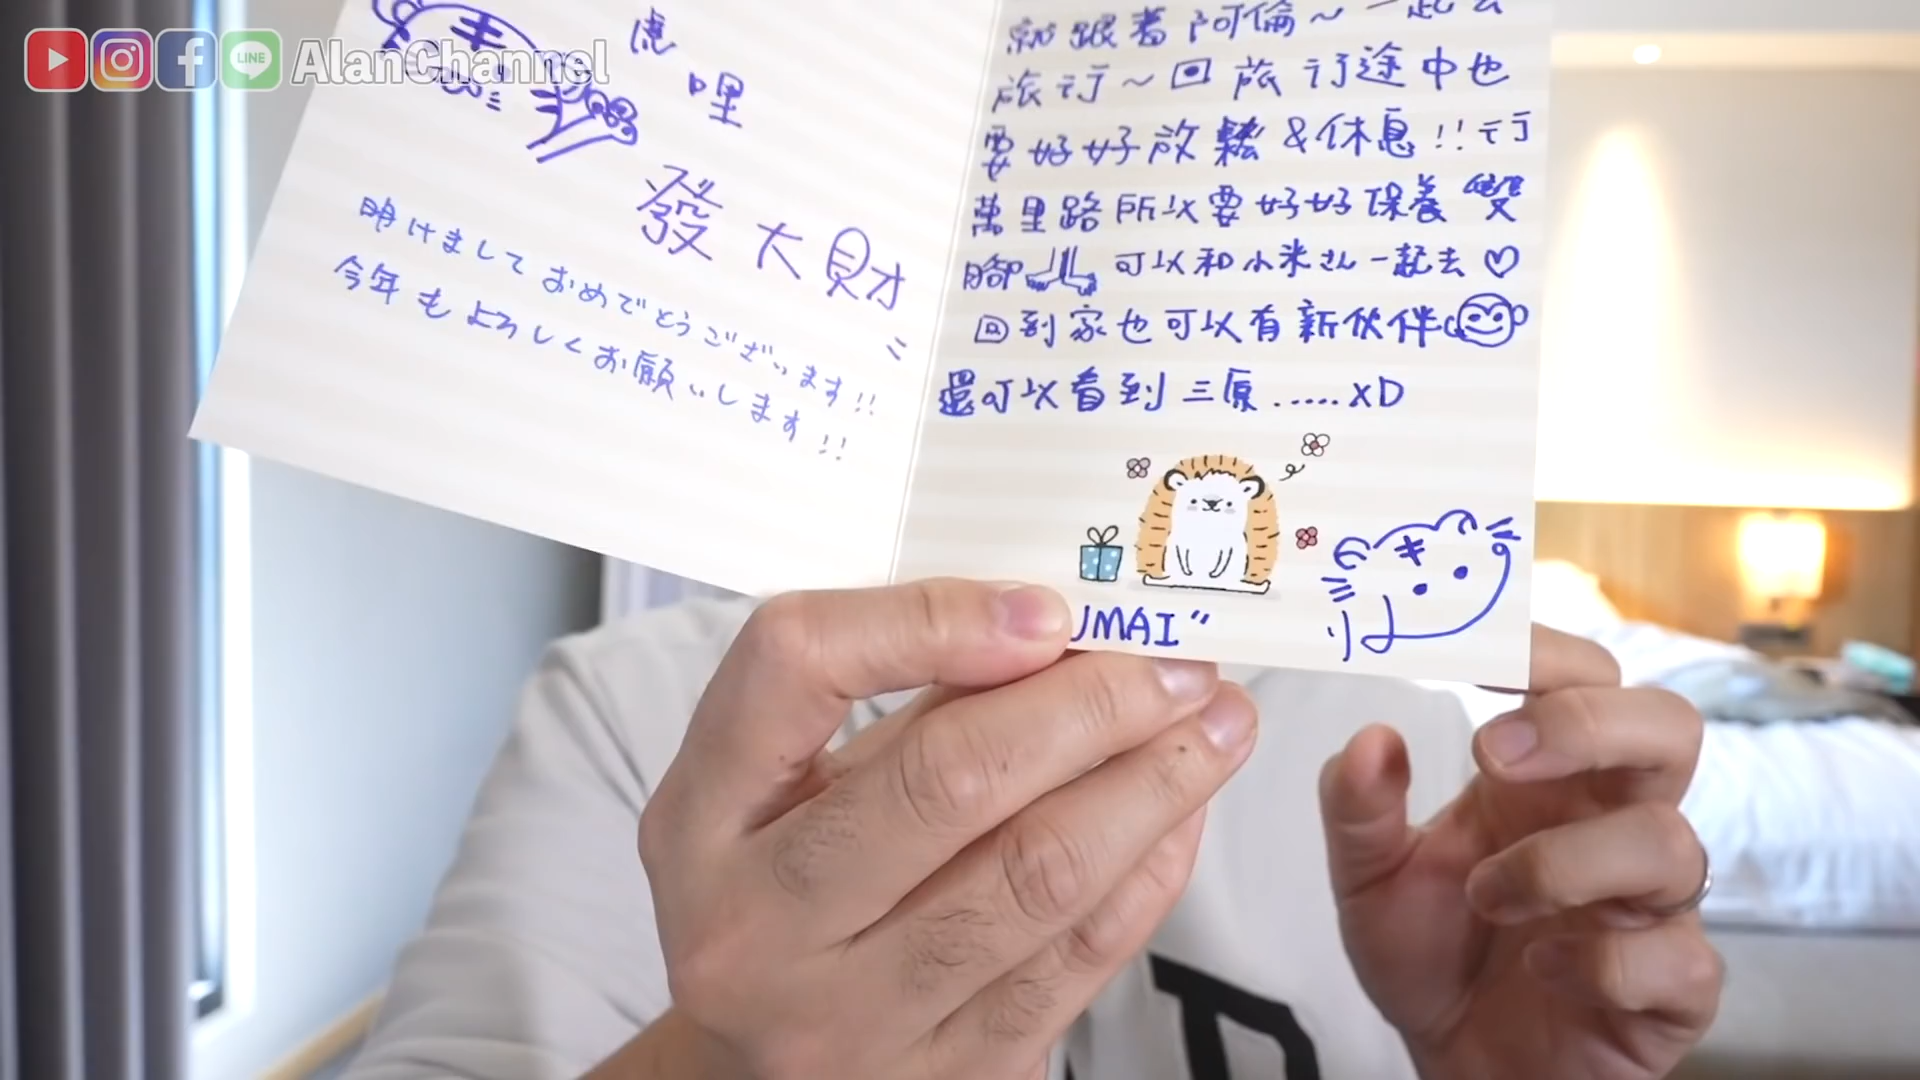 LINE
AlanChannel
虎
哩
發大財
明けましておめでとうございます!!
今年もよろしくお願いします!!
就跟著阿倫~一起去
旅行~回旅行途中也
要好好放鬆&休息!!行
萬里路所以要好好保養雙
腳 可以和小米さん一起去♡
回到家也可以有新伙伴
還可以看到三原.....XD
UMAI"